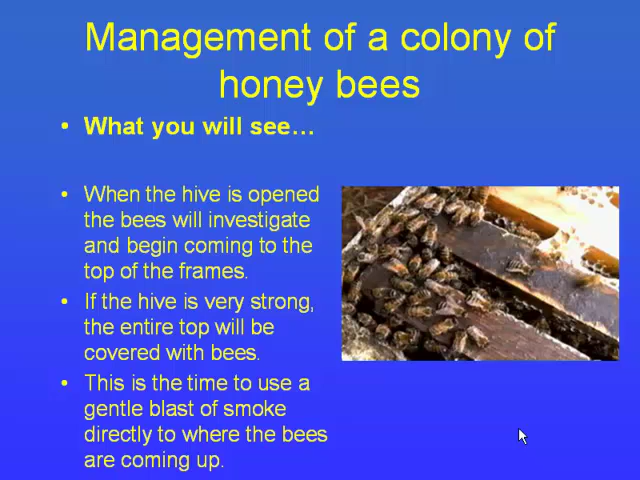 Management of a colony of
honey bees
• What you will see…
• When the hive is opened
the bees will investigate
and begin coming to the
top of the frames.
• If the hive is very strong,
the entire top will be
covered with bees.
• This is the time to use a
gentle blast of smoke
directly to where the bees
are coming up.